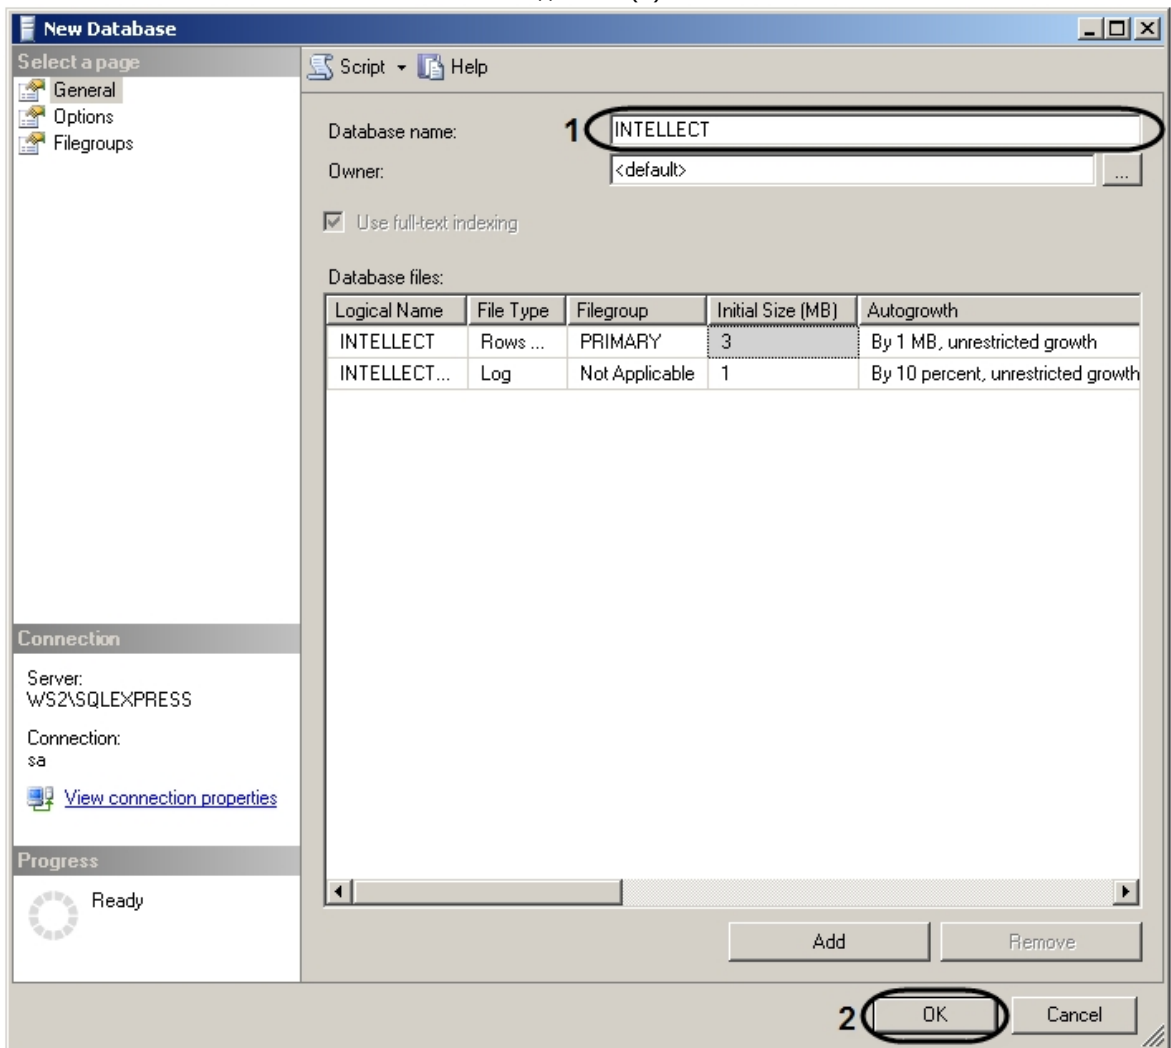 New Database
Select a page
General
Options
Filegroups
Script
Help
Database name:
1
INTELLECT
Owner:
<default>
...
Use full-text indexing
Database files:
Logical Name File Type Filegroup Initial Size (MB) Autogrowth
INTELLECT Rows ... PRIMARY 3 By 1 MB, unrestricted growth
INTELLECT... Log Not Applicable 1 By 10 percent, unrestricted growth
Connection
Server:
WS2\SQLEXPRESS
Connection:
sa
View connection properties
Progress
Ready
Add
Remove
2
OK
Cancel